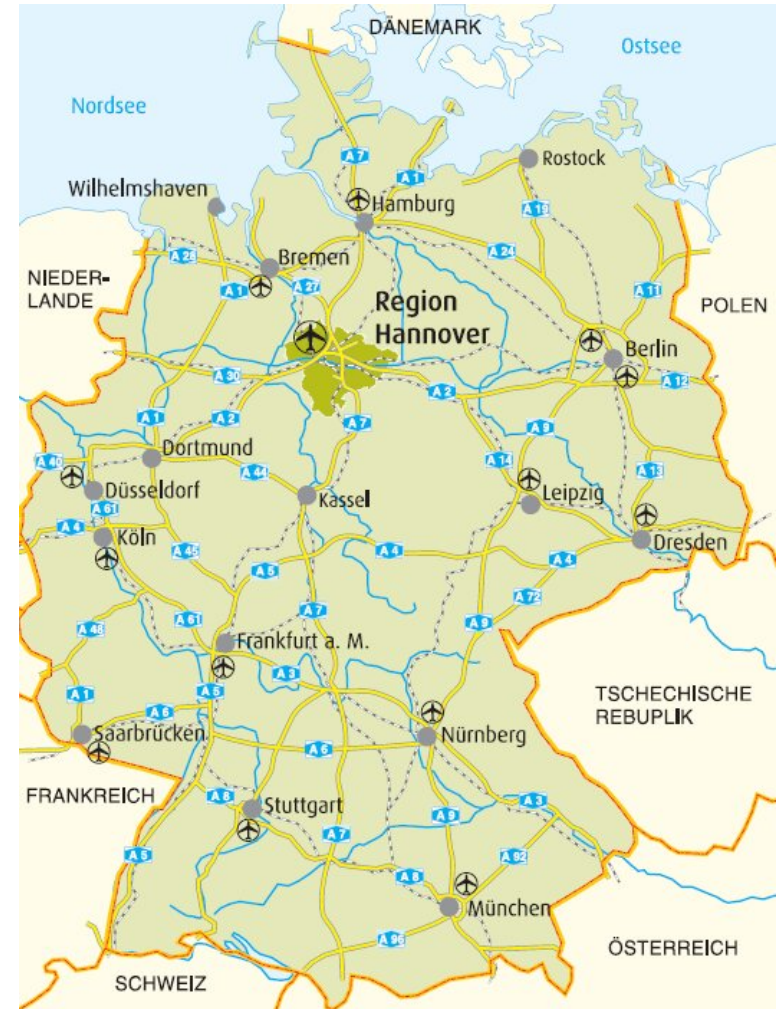 DÄNEMARK
Ostsee
Nordsee
A 7
A 1
Rostock
Wilhelmshaven
Hamburg
A 19
A 28
Bremen
A 24
NIEDER-
LANDE
A 1
A 27
A 11
Region
Hannover
POLEN
Berlin
A 30
A 2
A 12
A 1
A 2
A 7
A 9
Dortmund
A 40
A 44
A 14
A 13
Düsseldorf
Kassel
Leipzig
A 61
A 4
Köln
A 45
A 4
Dresden
A 5
A 4
A 72
A 7
A 61
A 9
A 48
Frankfurt a. M.
A 3
A 1
A 5
TSCHECHISCHE
REBUPLIK
A 6
Saarbrücken
Nürnberg
A 6
FRANKREICH
A 8
Stuttgart
A 3
A 9
A 7
A 5
A 92
A 8
München
A 96
ÖSTERREICH
SCHWEIZ